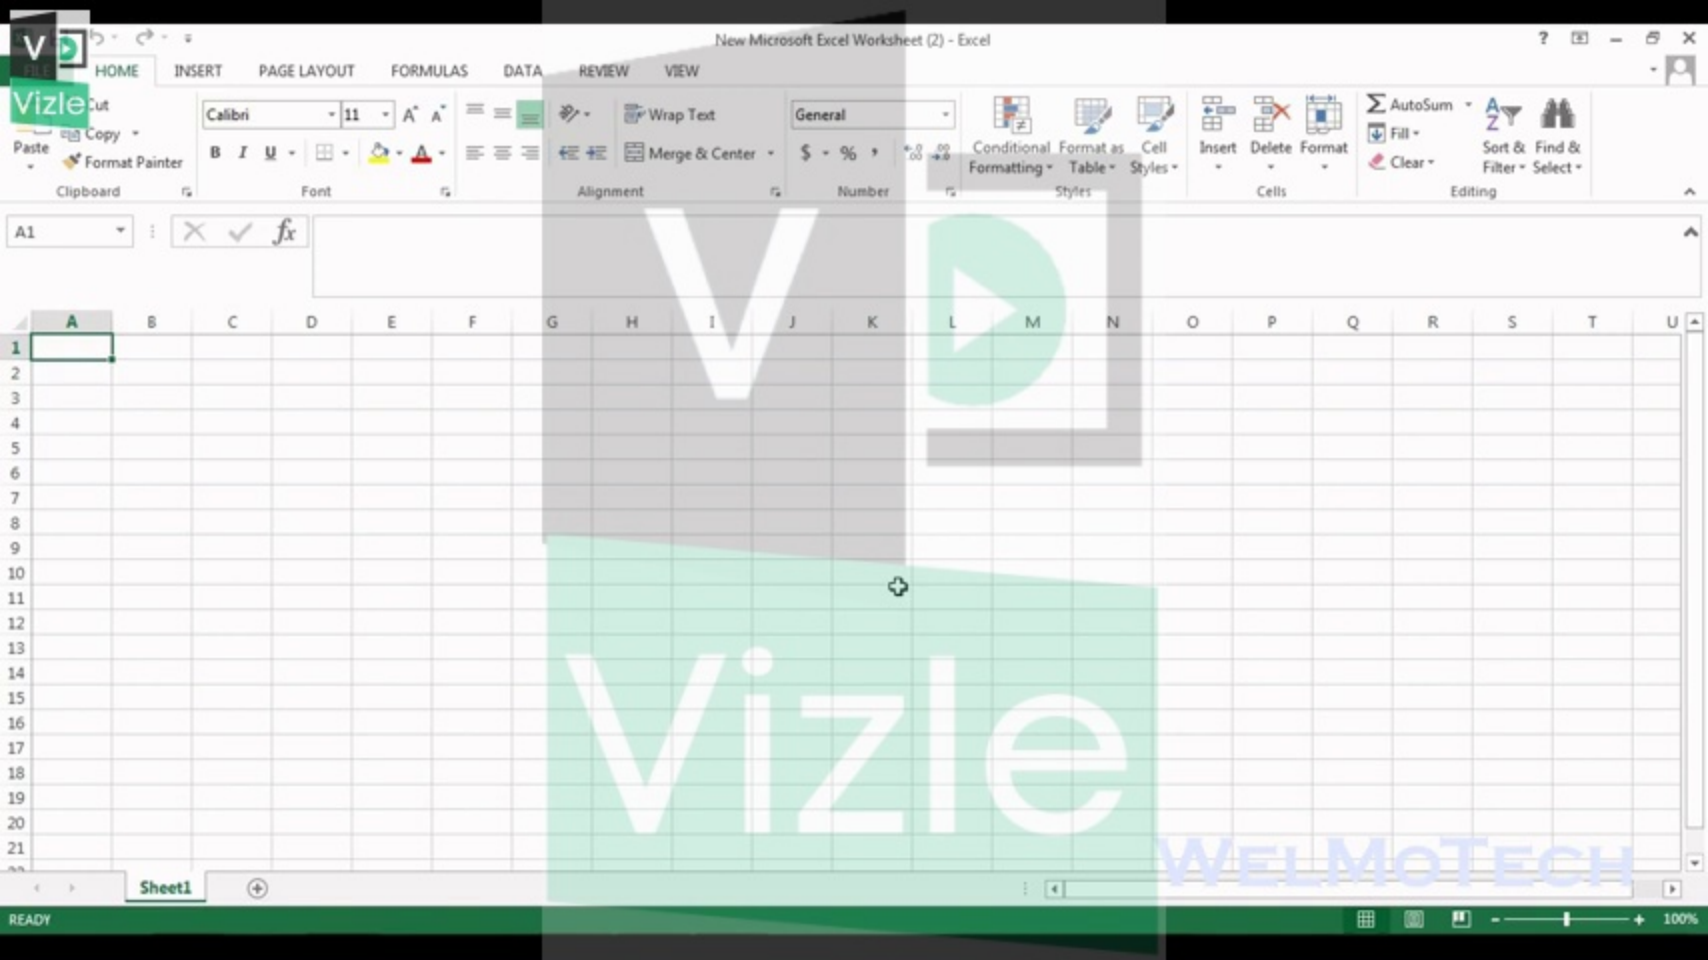 New Microsoft Excel Worksheet (2) - Excel
?
V
FILE HOME INSERT PAGE LAYOUT FORMULAS DATA REVIEW VIEW
Vizle
Cut
Copy
Format Painter
Paste
Clipboard
Calibri 11
B I U
Font
Wrap Text
Merge & Center
Alignment
General
$ % ,
Number
Conditional Formatting
Format as Table
Cell Styles
Styles
Insert Delete Format
Cells
AutoSum
Fill
Clear
Sort & Filter
Find & Select
Editing
A1
fx
A B C D E F G H I J K L M N O P Q R S T U
1
2
3
4
5
6
7
8
9
10
11
12
13
14
15
16
17
18
19
20
21
V
Vizle
WELMOTECH
Sheet1
READY
100%